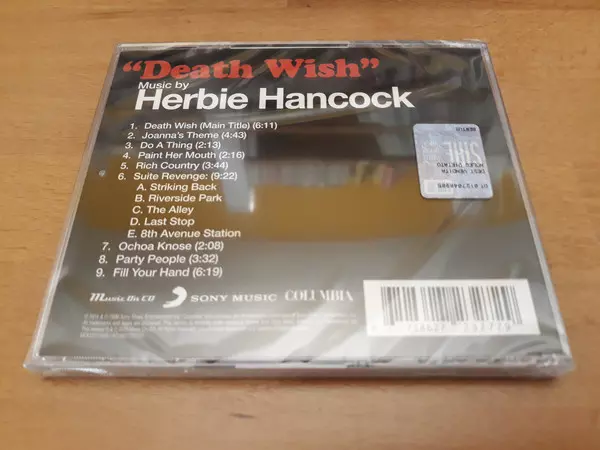 “Death Wish”
Music by
Herbie Hancock
1. Death Wish (Main Title) (6:11)
2. Joanna's Theme (4:43)
3. Do A Thing (2:13)
4. Paint Her Mouth (2:16)
5. Rich Country (3:44)
6. Suite Revenge: (9:22)
A. Striking Back
B. Riverside Park
C. The Alley
D. Last Stop
E. 8th Avenue Station
7. Ochoa Knose (2:08)
8. Party People (3:32)
9. Fill Your Hand (6:19)
SIAE
DEST. VENDITA
Music On CD
SONY MUSIC
COLUMBIA